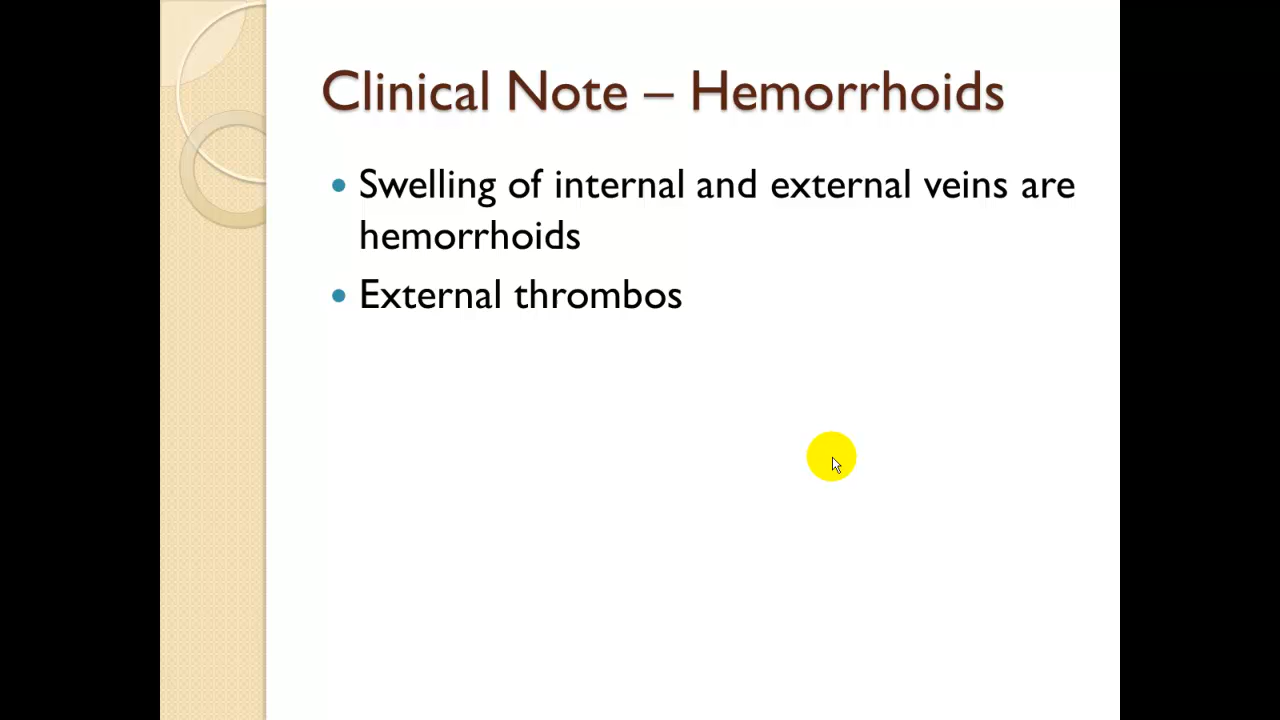 Clinical Note – Hemorrhoids
• Swelling of internal and external veins are
hemorrhoids
• External thrombos